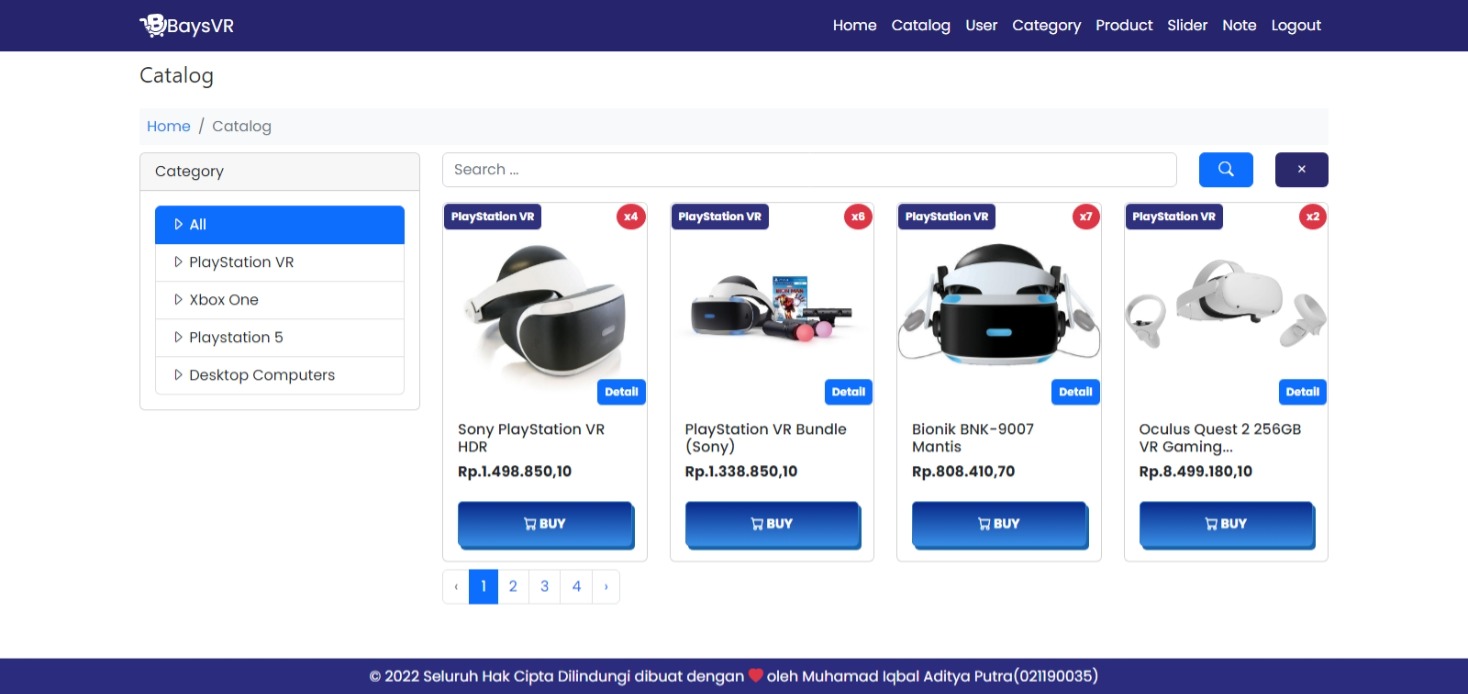 BaysVR
Home Catalog User Category Product Slider Note Logout
Catalog
Home / Catalog
Category
All
PlayStation VR
Xbox One
Playstation 5
Desktop Computers
Search ...
×
PlayStation VR x4
Detail
Sony PlayStation VR
HDR
Rp.1.498.850,10
BUY
PlayStation VR x6
Detail
PlayStation VR Bundle
(Sony)
Rp.1.338.850,10
BUY
PlayStation VR x7
Detail
Bionik BNK-9007
Mantis
Rp.808.410,70
BUY
PlayStation VR x2
Detail
Oculus Quest 2 256GB
VR Gaming...
Rp.8.499.180,10
BUY
‹ 1 2 3 4 ›
© 2022 Seluruh Hak Cipta Dilindungi dibuat dengan ❤ oleh Muhamad Iqbal Aditya Putra(021190035)